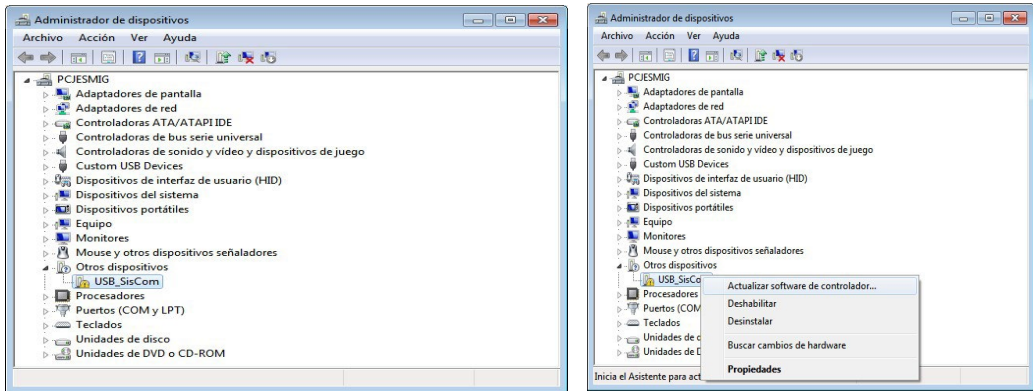 Administrador de dispositivos
Archivo Acción Ver Ayuda
PCJESMIG
Adaptadores de pantalla
Adaptadores de red
Controladoras ATA/ATAPI IDE
Controladoras de bus serie universal
Controladoras de sonido y vídeo y dispositivos de juego
Custom USB Devices
Dispositivos de interfaz de usuario (HID)
Dispositivos del sistema
Dispositivos portátiles
Equipo
Monitores
Mouse y otros dispositivos señaladores
Otros dispositivos
USB_SisCom
Procesadores
Puertos (COM y LPT)
Teclados
Unidades de disco
Unidades de DVD o CD-ROM
Administrador de dispositivos
Archivo Acción Ver Ayuda
PCJESMIG
Adaptadores de pantalla
Adaptadores de red
Controladoras ATA/ATAPI IDE
Controladoras de bus serie universal
Controladoras de sonido y vídeo y dispositivos de juego
Custom USB Devices
Dispositivos de interfaz de usuario (HID)
Dispositivos del sistema
Dispositivos portátiles
Equipo
Monitores
Mouse y otros dispositivos señaladores
Otros dispositivos
USB_SisCo
Procesadores
Puertos (COM
Teclados
Unidades de d
Unidades de D
Actualizar software de controlador...
Deshabilitar
Desinstalar
Buscar cambios de hardware
Propiedades
Inicia el Asistente para act